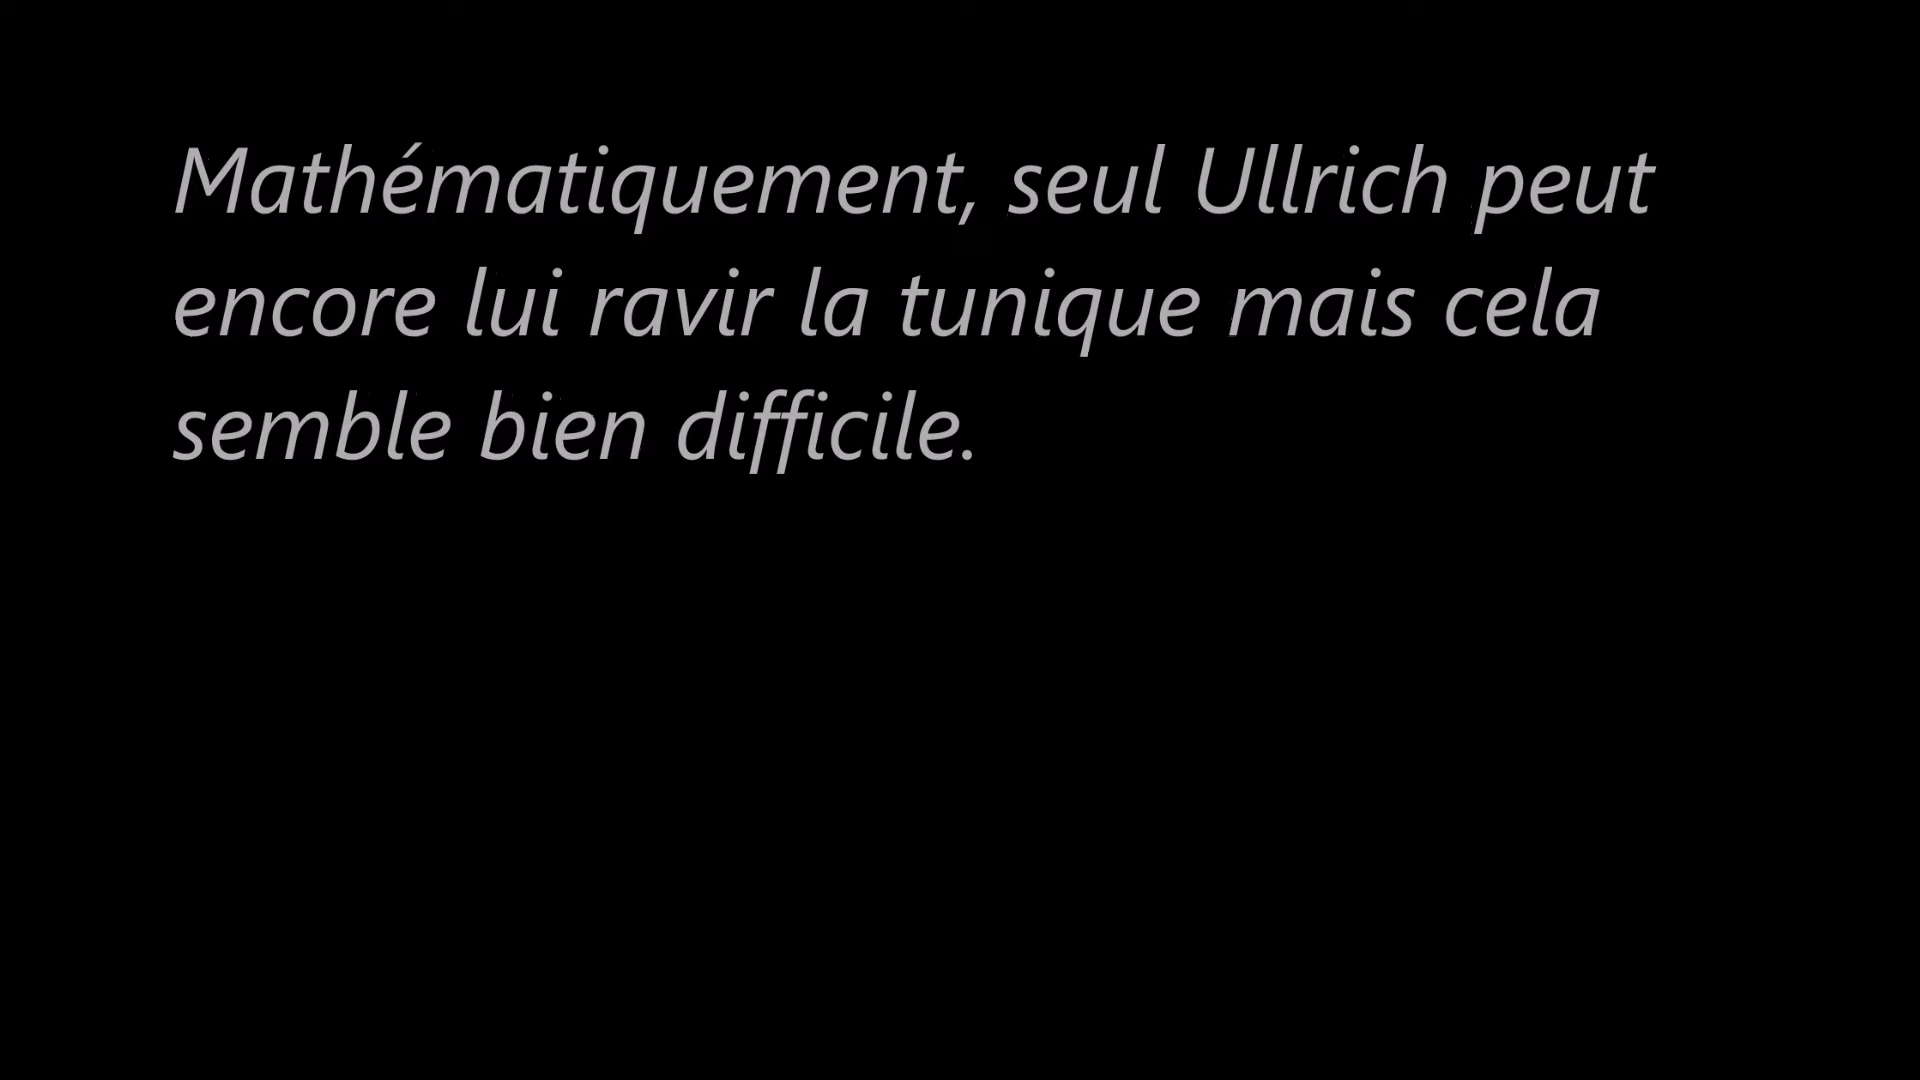 Mathématiquement, seul Ullrich peut
encore lui ravir la tunique mais cela
semble bien difficile.